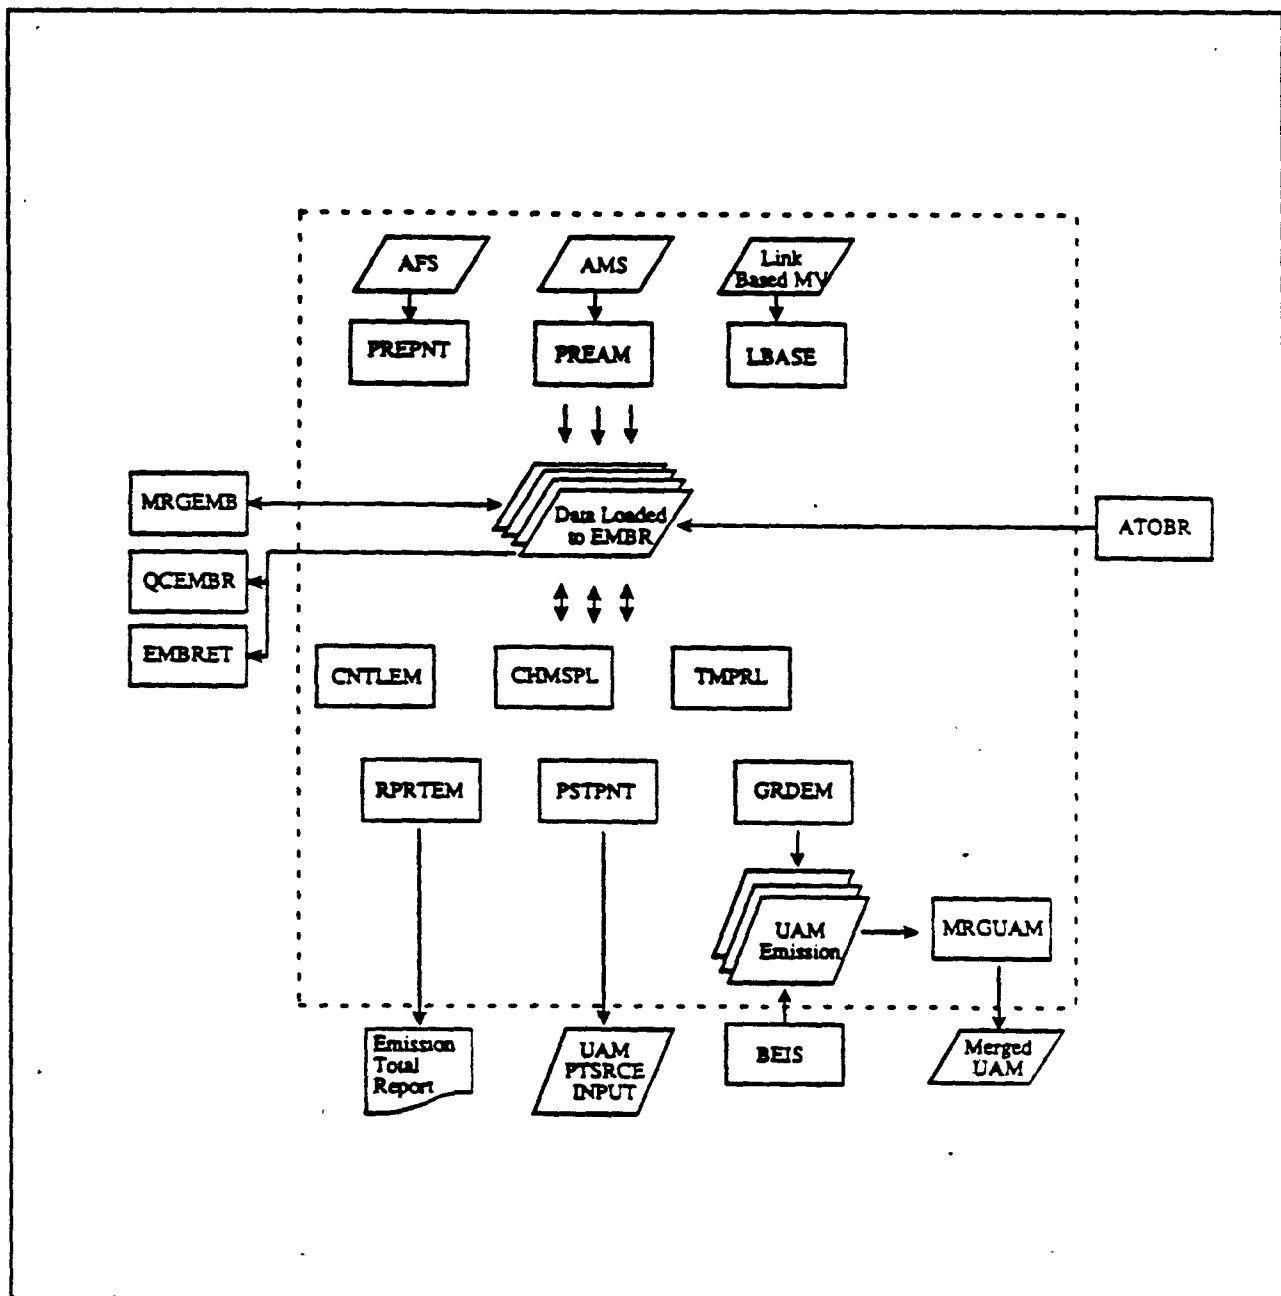 AFS
AMS
Link
Based MV
PREPNT
PREAM
LBASE
MRGEMB
Data Loaded
to EMBR
ATOBR
QCEMBR
EMBRET
CNTLEM
CHMSPL
TMPRL
RPRTEM
PSTPNT
GRDEM
UAM
Emission
MRGUAM
Emission
Total
Report
UAM
PTSRCE
INPUT
BEIS
Merged
UAM